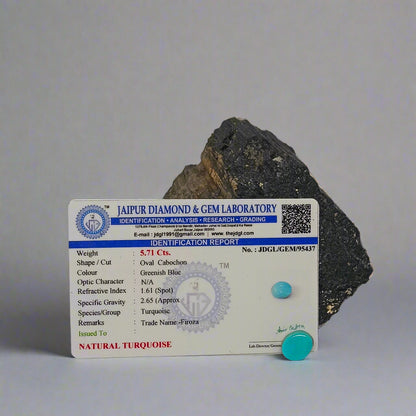 JAIPUR DIAMOND & GEM LABORATORY
IDENTIFICATION • ANALYSIS • RESEARCH • GRADING
E-mail : jdgl1991@gmail.com | www.thejdgl.com
IDENTIFICATION REPORT
No. : JDGL/GEM/95437
Weight : 5.71 Cts.
Shape / Cut : Oval Cabochon
Colour : Greenish Blue
Optic Character : N/A
Refractive Index : 1.61 (Spot)
Specific Gravity : 2.65 (Approx
Species/Group : Turquoise
Remarks : Trade Name -Firoza
Issued To
NATURAL TURQUOISE
TM